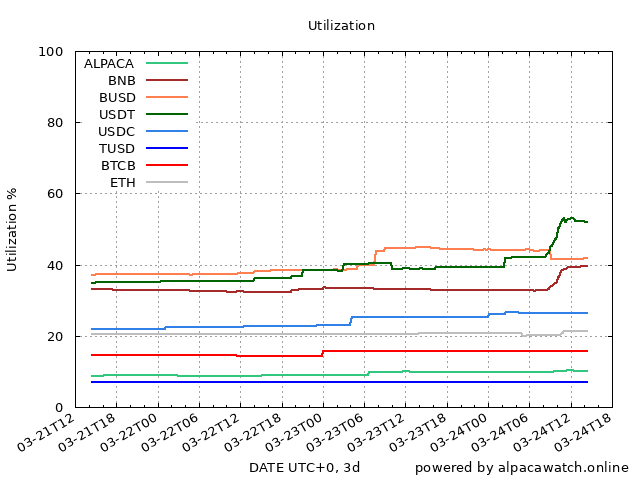 Utilization
100
80
60
40
20
0
Utilization %
ALPACA
BNB
BUSD
USDT
USDC
TUSD
BTCB
ETH
03-21T12
03-21T18
03-22T00
03-22T06
03-22T12
03-22T18
03-23T00
03-23T06
03-23T12
03-23T18
03-24T00
03-24T06
03-24T12
03-24T18
DATE UTC+0, 3d
powered by alpacawatch.online